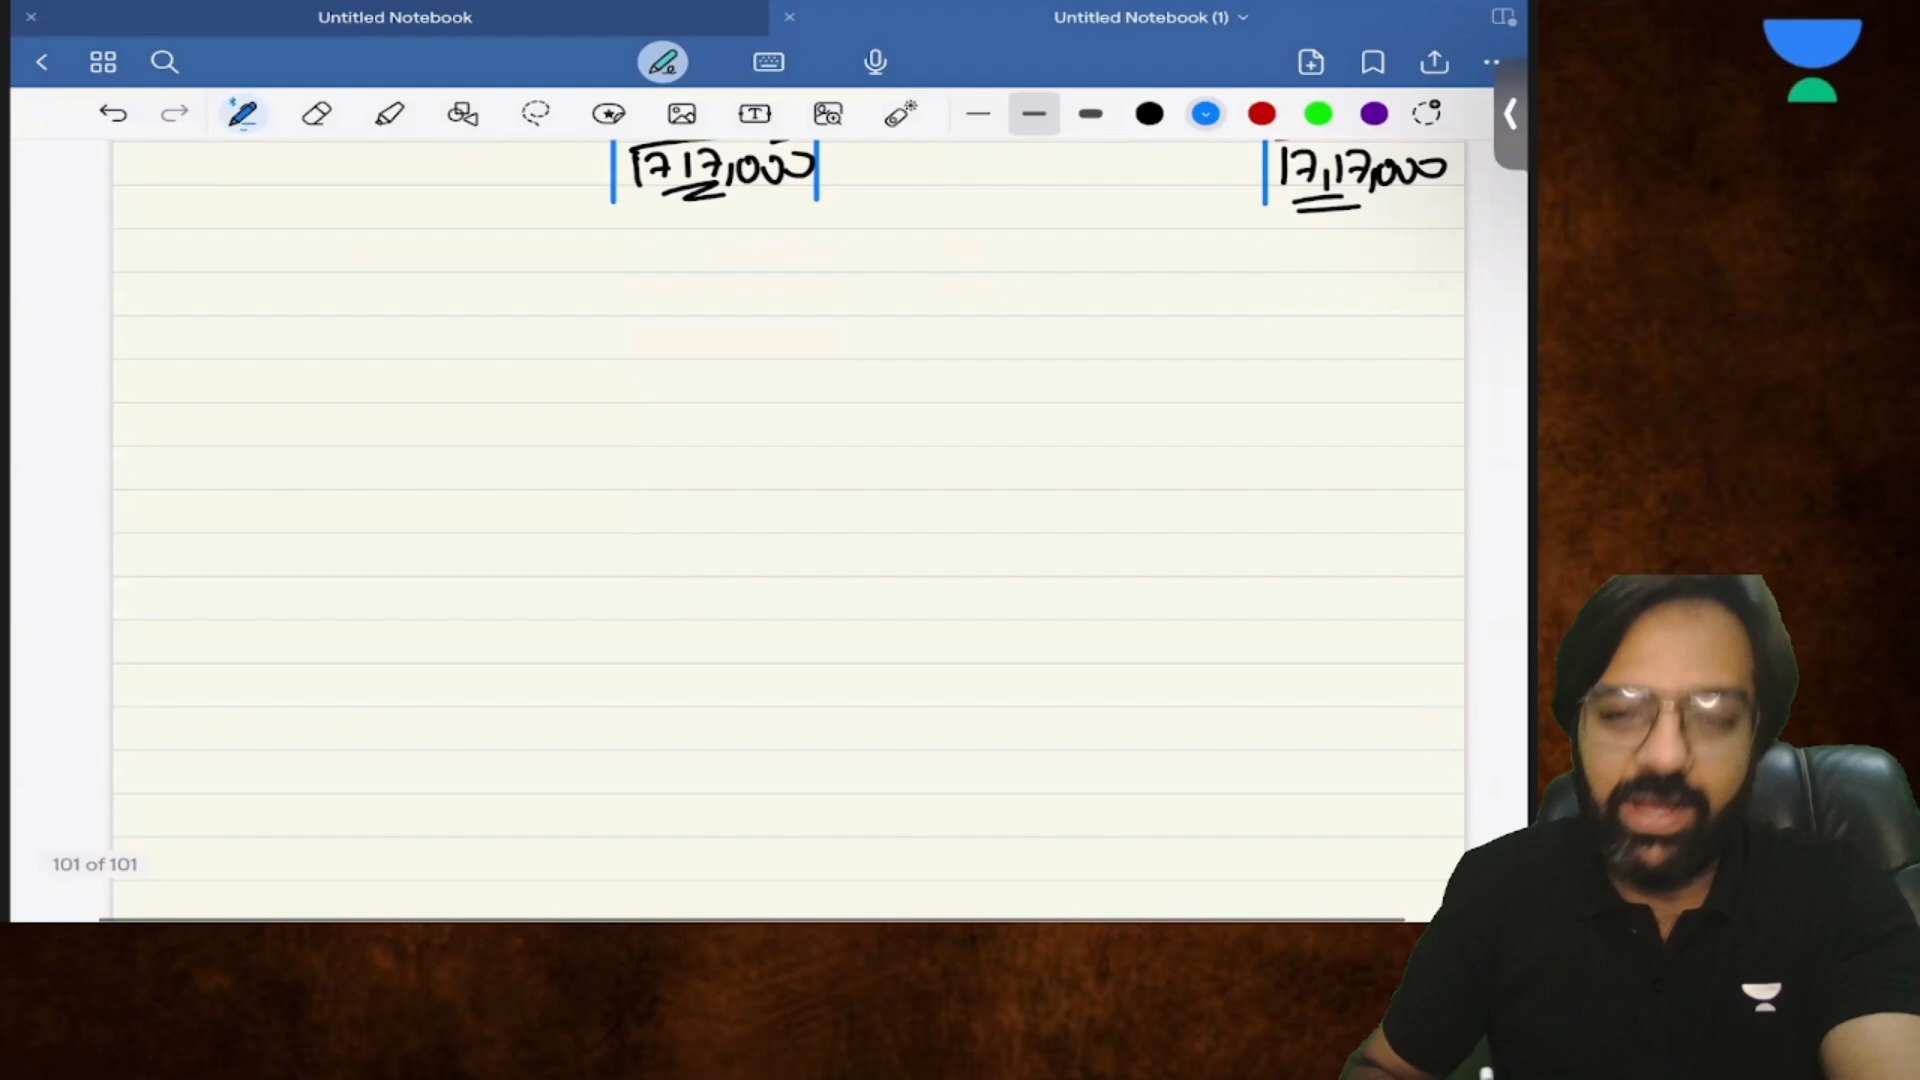 Untitled Notebook
Untitled Notebook (1)
T
17 17,000
17,17,000
101 of 101